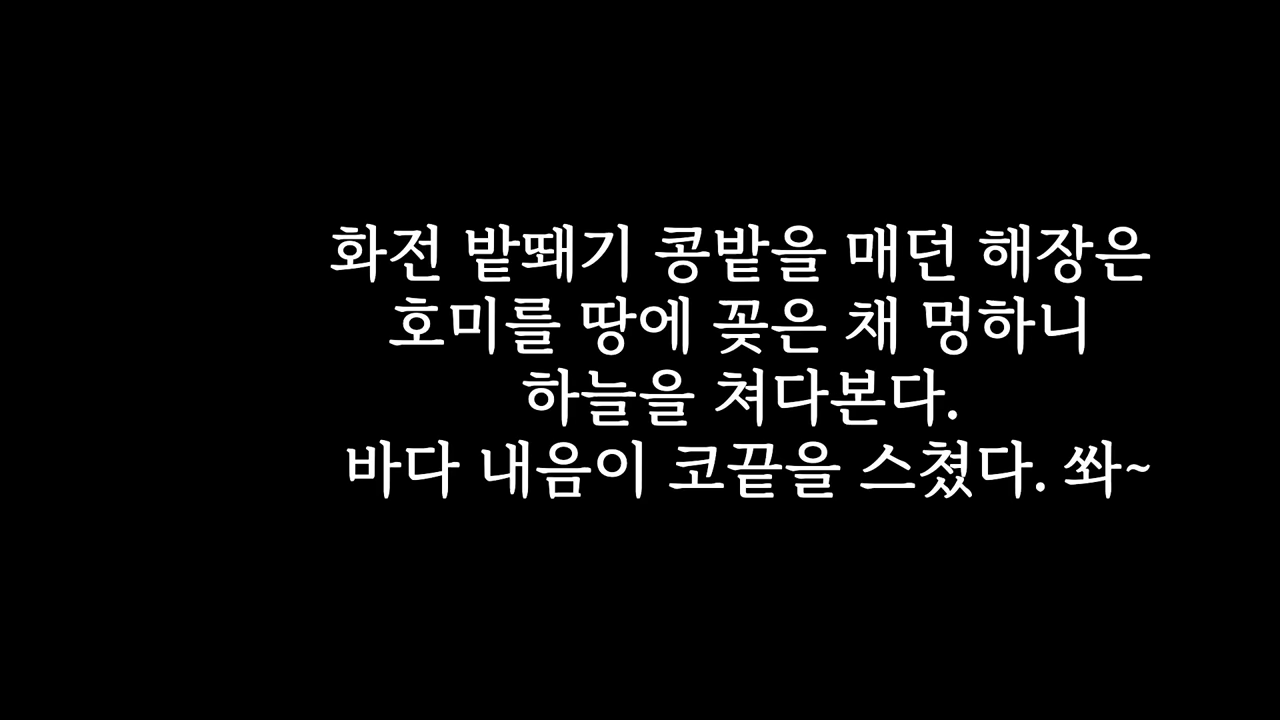 화전 밭뙈기 콩밭을 매던 해장은
호미를 땅에 꽂은 채 멍하니
하늘을 쳐다본다.
바다 내음이 코끝을 스쳤다. 쏴~